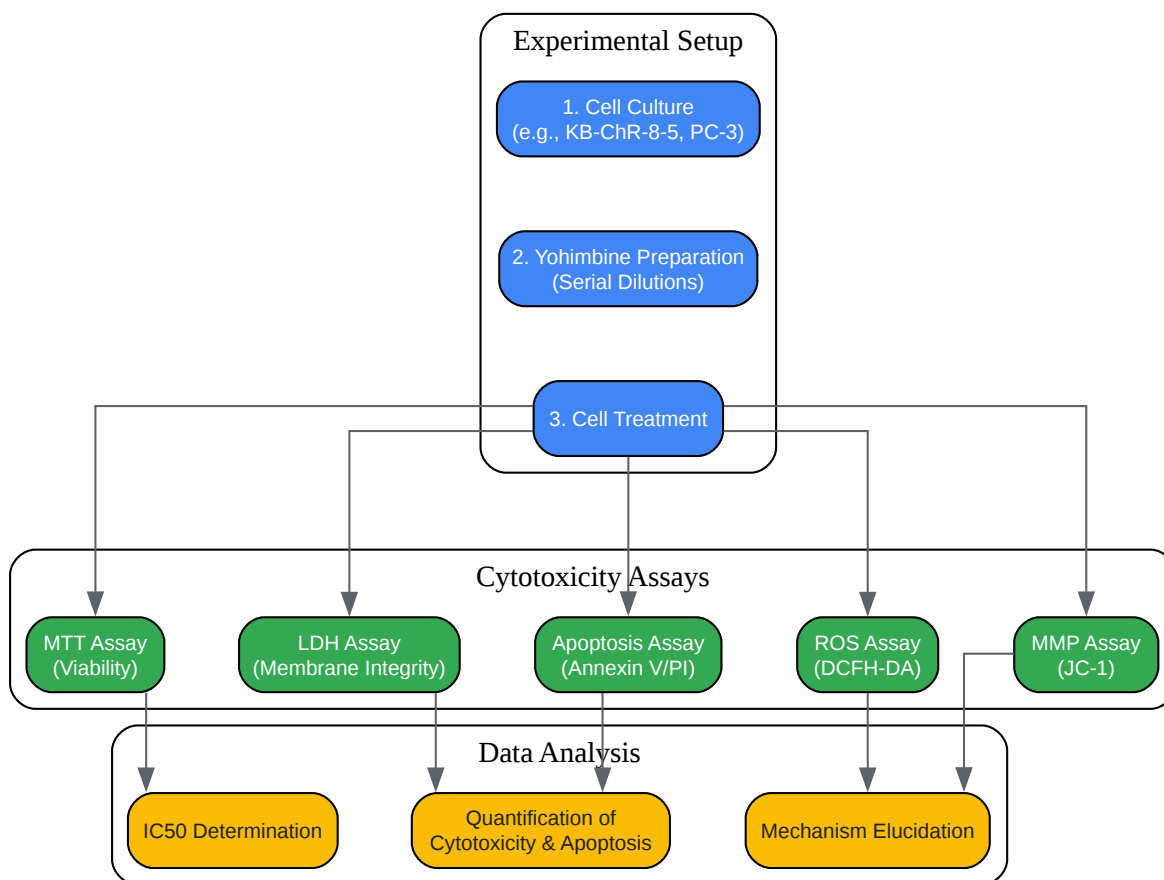 Experimental Setup
1. Cell Culture
(e.g., KB-ChR-8-5, PC-3)
2. Yohimbine Preparation
(Serial Dilutions)
3. Cell Treatment
Cytotoxicity Assays
MTT Assay
(Viability)
LDH Assay
(Membrane Integrity)
Apoptosis Assay
(Annexin V/PI)
ROS Assay
(DCFH-DA)
MMP Assay
(JC-1)
Data Analysis
IC50 Determination
Quantification of
Cytotoxicity & Apoptosis
Mechanism Elucidation